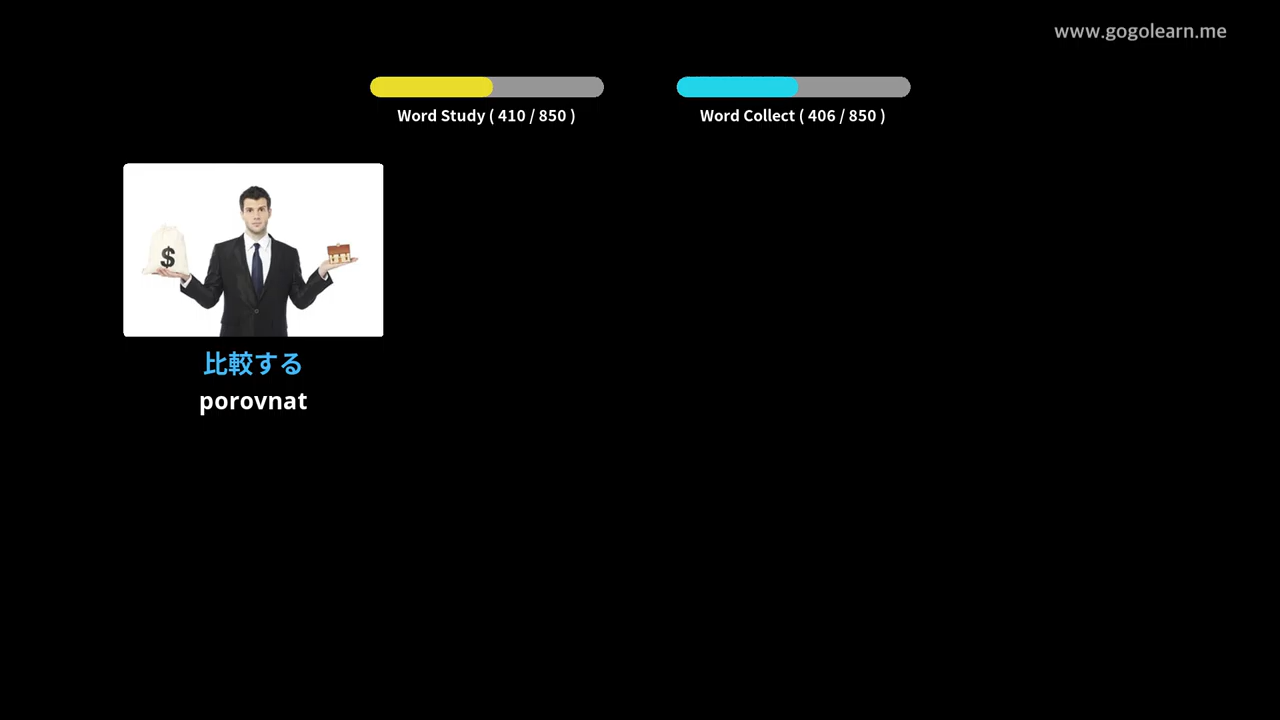 www.gogolearn.me
Word Study ( 410 / 850 )
Word Collect ( 406 / 850 )
$
比較する
porovnat